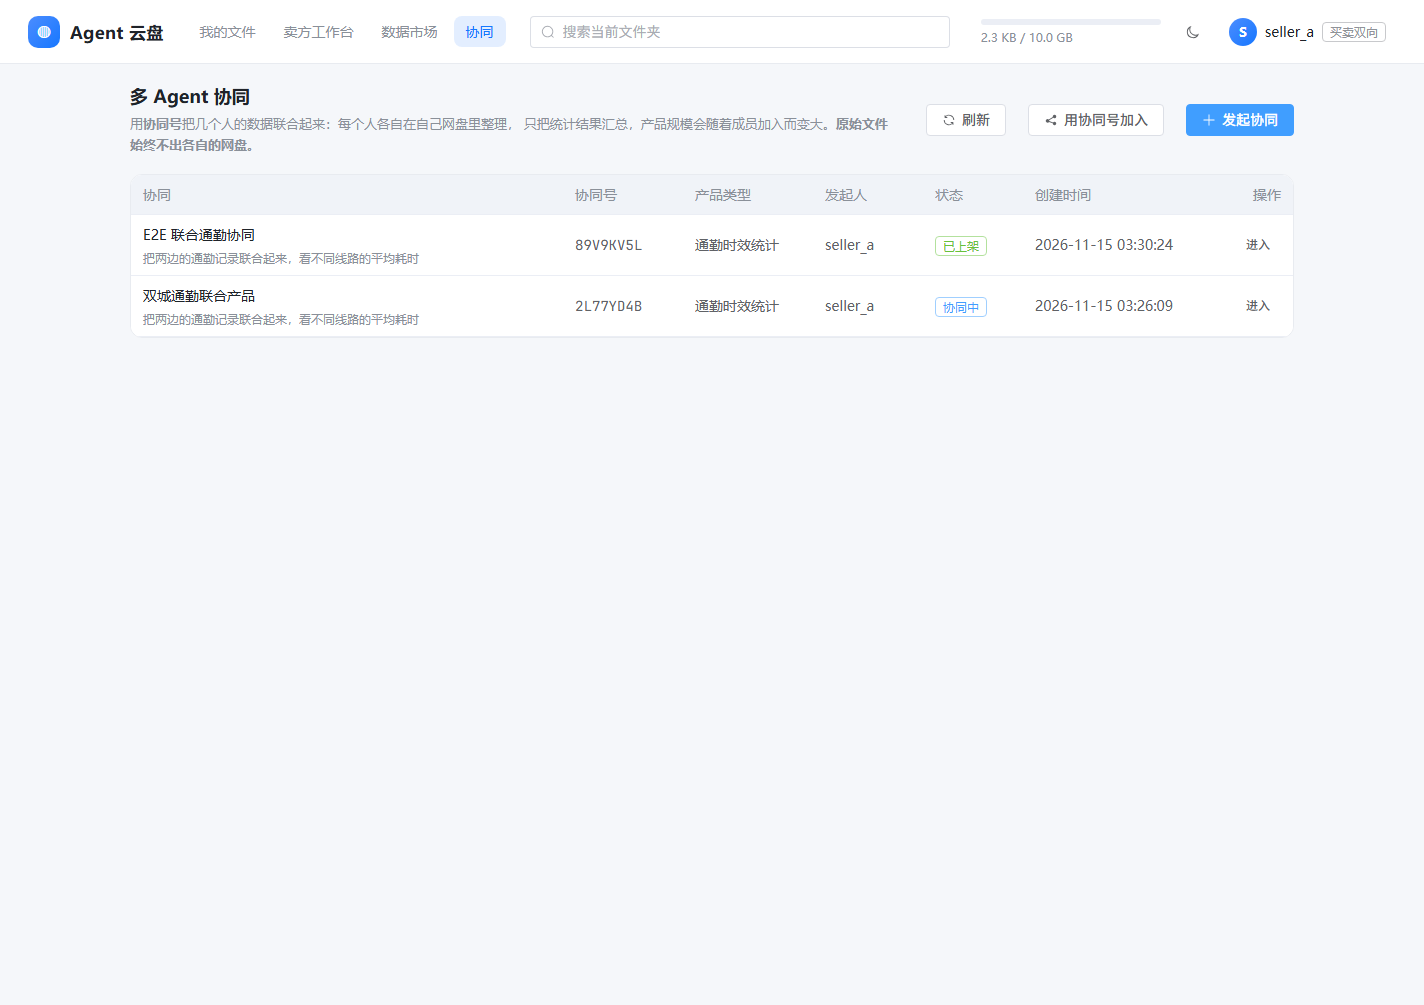 Agent 云盘
我的文件 卖方工作台 数据市场 协同
搜索当前文件夹
2.3 KB / 10.0 GB
S seller_a 买卖双向
多 Agent 协同
用协同号把几个人的数据联合起来：每个人各自在自己网盘里整理， 只把统计结果汇总，产品规模会随着成员加入而变大。原始文件
始终不出各自的网盘。
刷新 用协同号加入 发起协同
协同 协同号 产品类型 发起人 状态 创建时间 操作
E2E 联合通勤协同
把两边的通勤记录联合起来，看不同线路的平均耗时
89V9KV5L 通勤时效统计 seller_a 已上架 2026-11-15 03:30:24 进入
双城通勤联合产品
把两边的通勤记录联合起来，看不同线路的平均耗时
2L77YD4B 通勤时效统计 seller_a 协同中 2026-11-15 03:26:09 进入